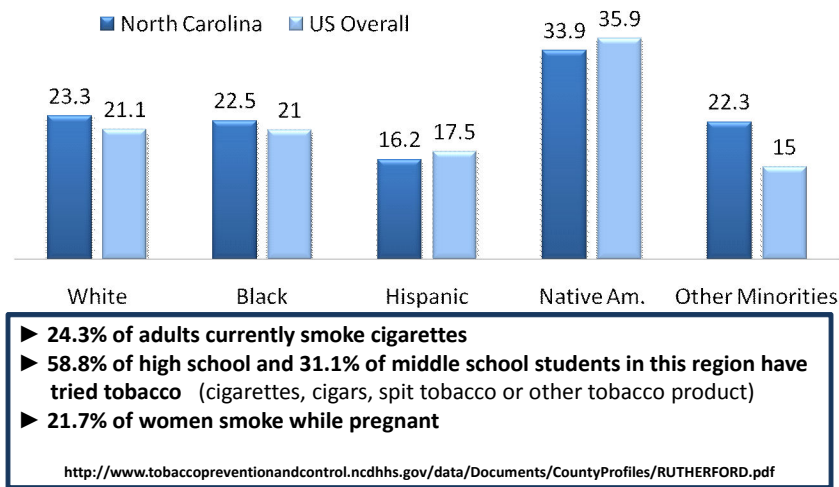 North Carolina US Overall
33.9 35.9
23.3 21.1 22.5 21 16.2 17.5 22.3 15
White Black Hispanic Native Am. Other Minorities
► 24.3% of adults currently smoke cigarettes
► 58.8% of high school and 31.1% of middle school students in this region have
tried tobacco (cigarettes, cigars, spit tobacco or other tobacco product)
► 21.7% of women smoke while pregnant
http://www.tobaccopreventionandcontrol.ncdhhs.gov/data/Documents/CountyProfiles/RUTHERFORD.pdf